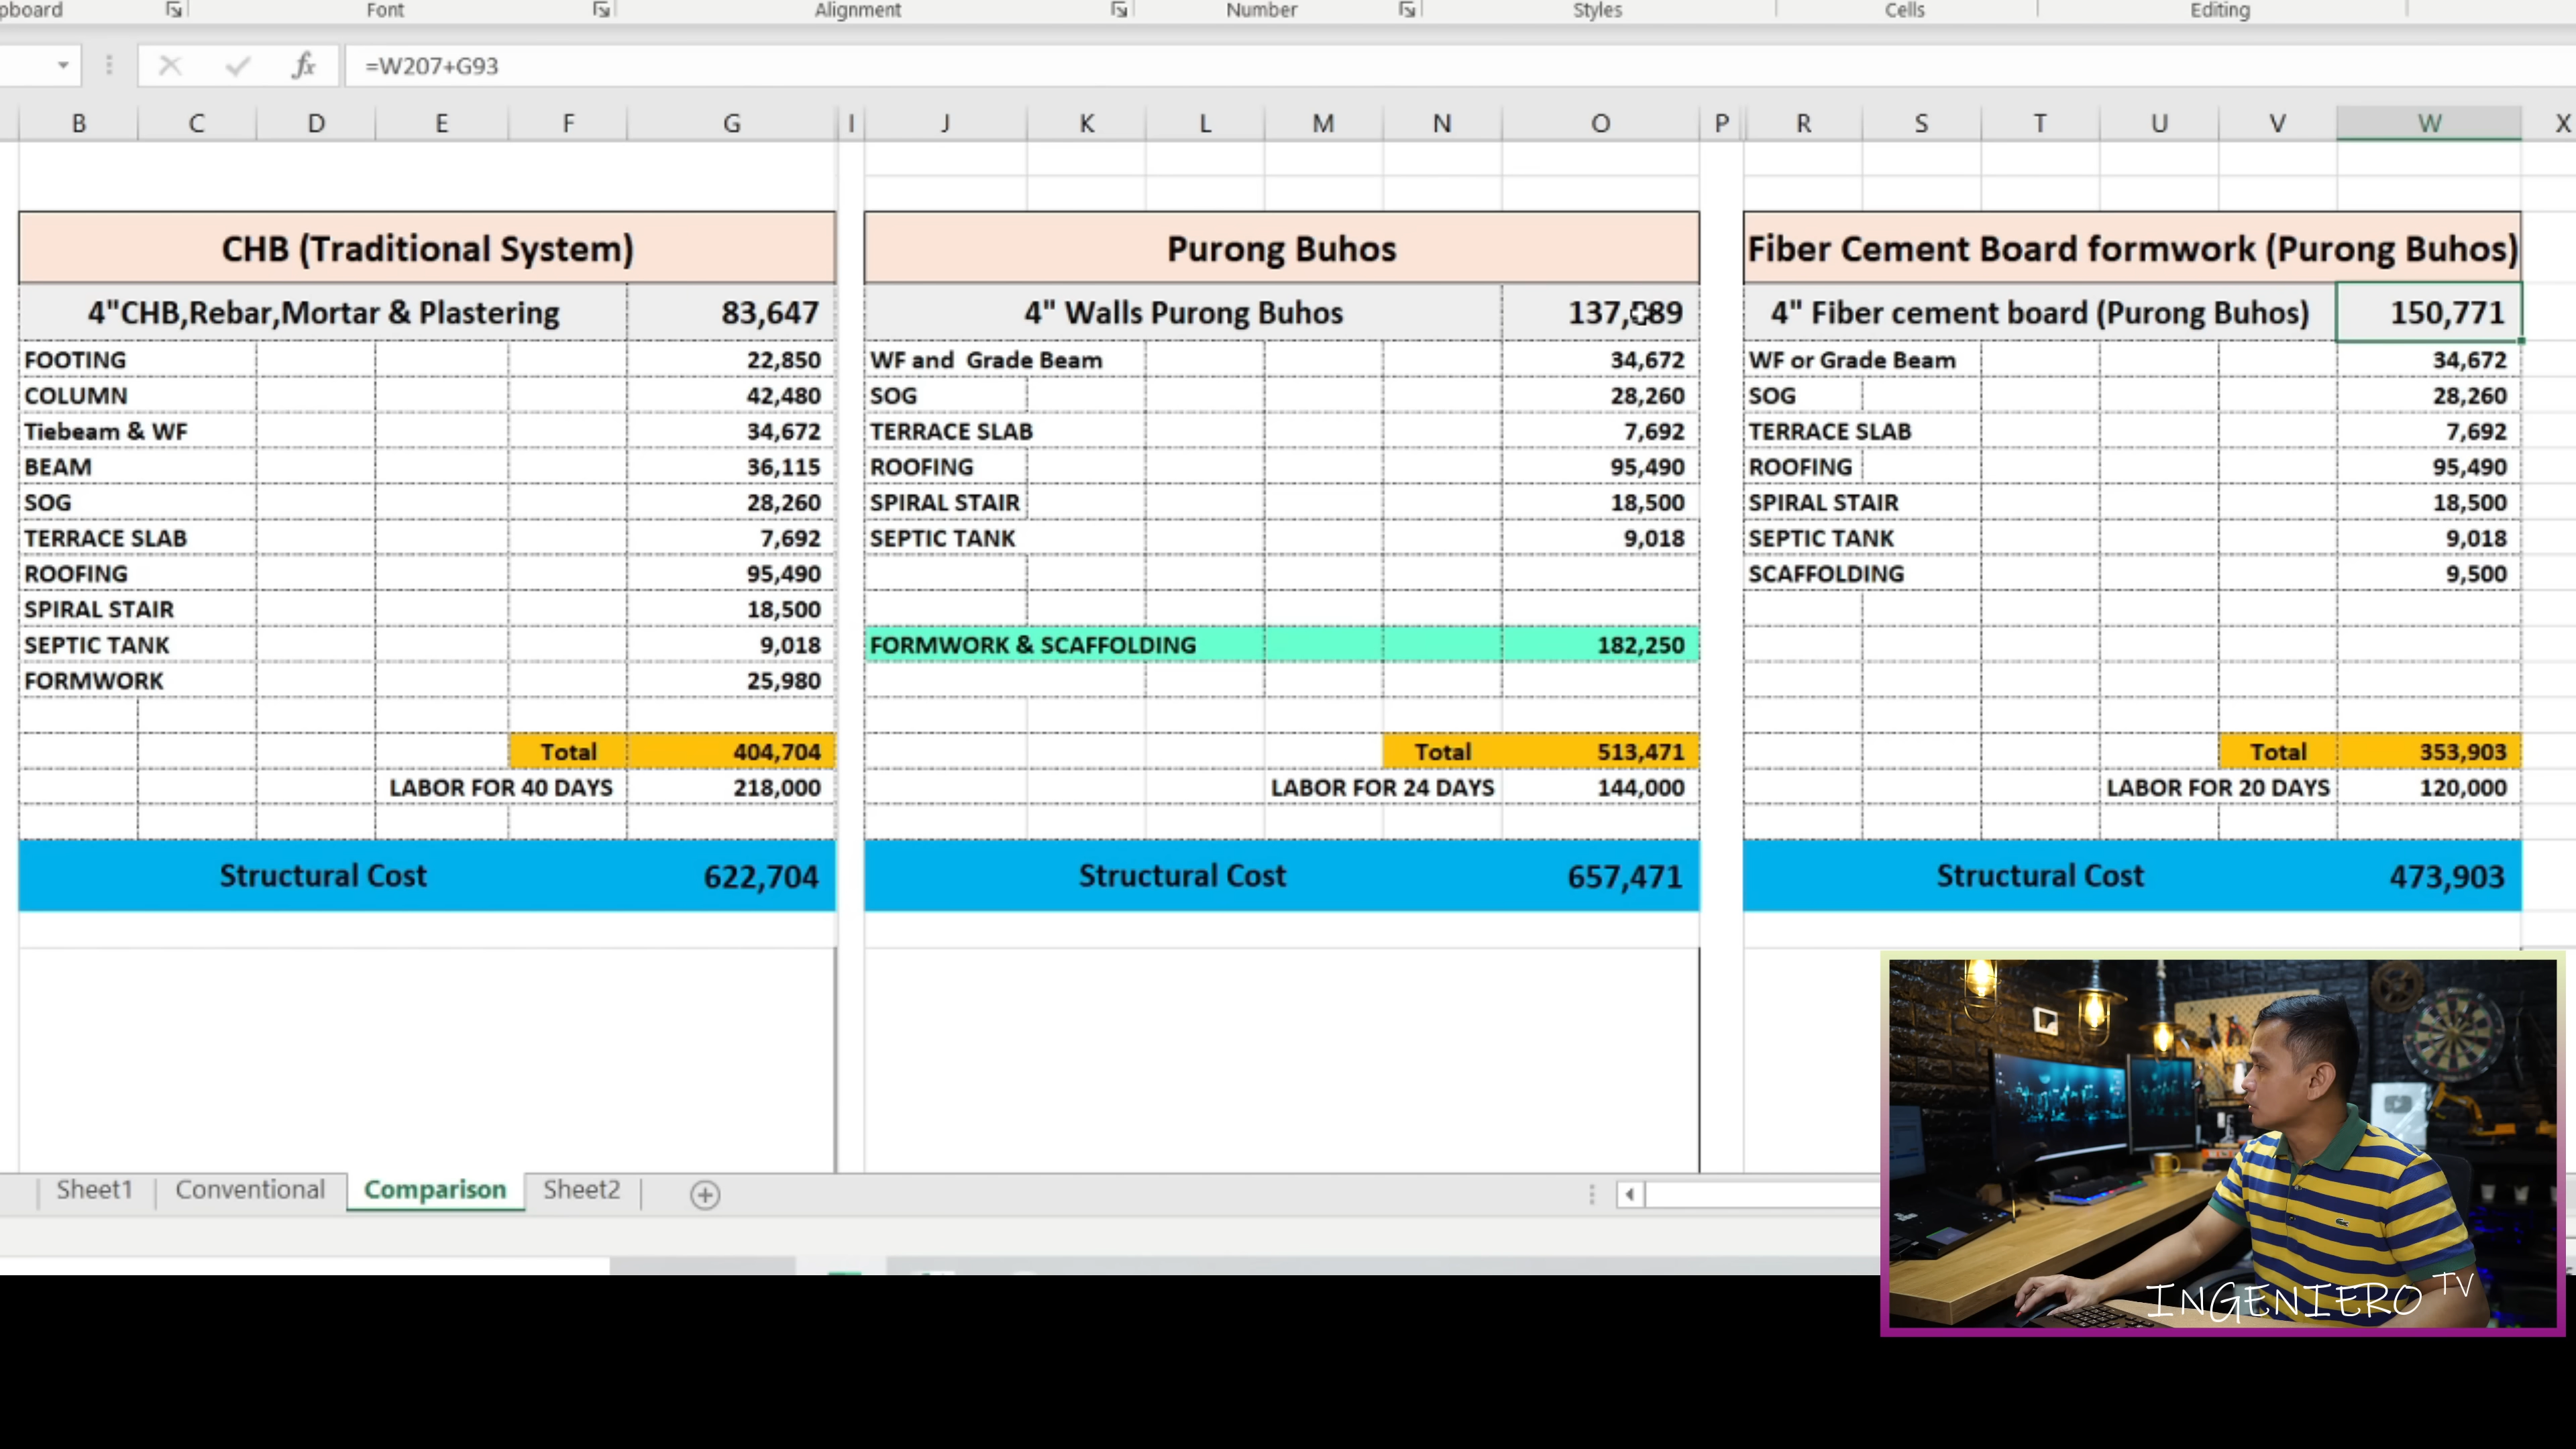 pboard Font Alignment Number Styles Cells Editing
fx =W207+G93
B C D E F G I J K L M N O P R S T U V W X
CHB (Traditional System) Purong Buhos Fiber Cement Board formwork (Purong Buhos)
4"CHB,Rebar,Mortar & Plastering 83,647 4" Walls Purong Buhos 4" Fiber cement board (Purong Buhos) 150,771
FOOTING 22,850 WF and Grade Beam 34,672 WF or Grade Beam 34,672
COLUMN 42,480 SOG 28,260 SOG 28,260
Tiebeam & WF 34,672 TERRACE SLAB 7,692 TERRACE SLAB 7,692
BEAM 36,115 ROOFING 95,490 ROOFING 95,490
SOG 28,260 SPIRAL STAIR 18,500 SPIRAL STAIR 18,500
TERRACE SLAB 7,692 SEPTIC TANK 9,018 SEPTIC TANK 9,018
ROOFING 95,490 SCAFFOLDING 9,500
SPIRAL STAIR 18,500
SEPTIC TANK 9,018 FORMWORK & SCAFFOLDING 182,250
FORMWORK 25,980
Total 404,704 Total 513,471 Total 353,903
LABOR FOR 40 DAYS 218,000 LABOR FOR 24 DAYS 144,000 LABOR FOR 20 DAYS 120,000
Structural Cost 622,704 Structural Cost 657,471 Structural Cost 473,903
Sheet1 Conventional Comparison Sheet2
INGENIERO TV